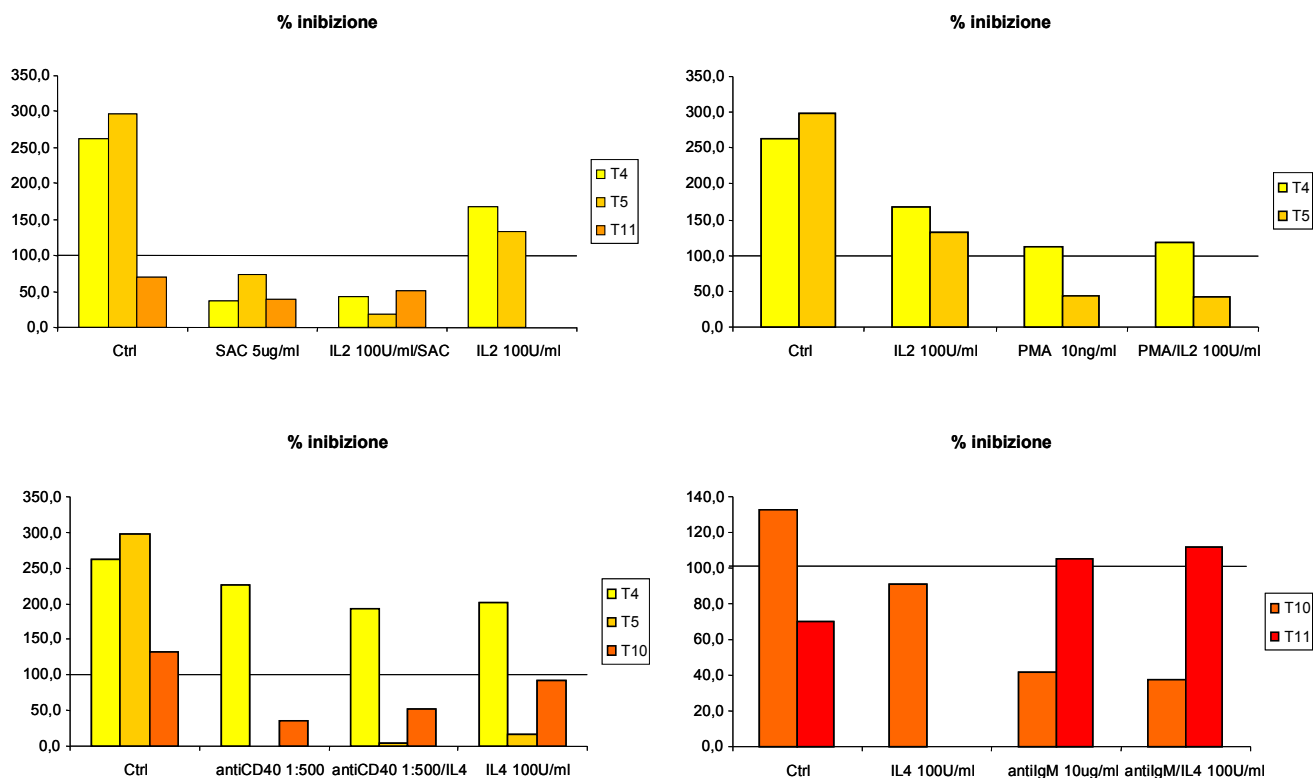 % inibizione
350,0
300,0
250,0
200,0
150,0
100,0
50,0
0,0
Ctrl SAC 5ug/ml IL2 100U/ml/SAC IL2 100U/ml
T4
T5
T11
% inibizione
350,0
300,0
250,0
200,0
150,0
100,0
50,0
0,0
Ctrl IL2 100U/ml PMA 10ng/ml PMA/IL2 100U/ml
T4
T5
% inibizione
350,0
300,0
250,0
200,0
150,0
100,0
50,0
0,0
Ctrl antiCD40 1:500 antiCD40 1:500/IL4 IL4 100U/ml
T4
T5
T10
% inibizione
140,0
120,0
100,0
80,0
60,0
40,0
20,0
0,0
Ctrl IL4 100U/ml antiIgM 10ug/ml antiIgM/IL4 100U/ml
T10
T11